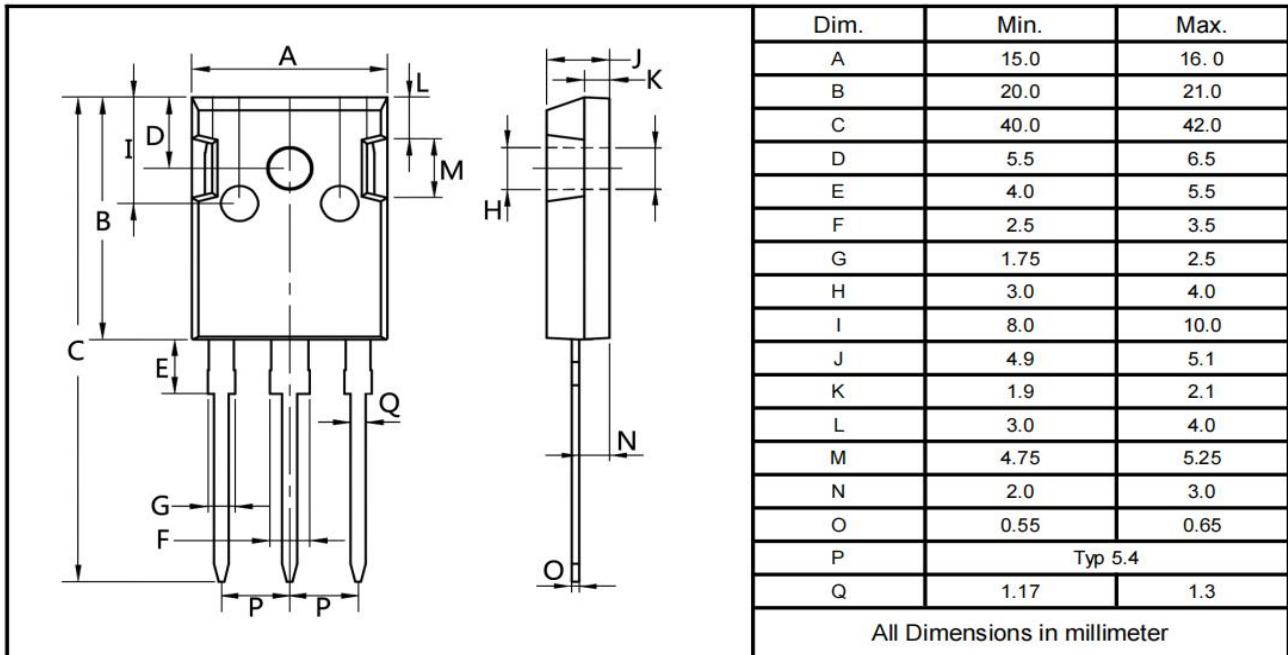 A
J
L
K
D
I
M
B
H
C
E
Q
N
G
F
O
P P
Dim. Min. Max.
A 15.0 16. 0
B 20.0 21.0
C 40.0 42.0
D 5.5 6.5
E 4.0 5.5
F 2.5 3.5
G 1.75 2.5
H 3.0 4.0
I 8.0 10.0
J 4.9 5.1
K 1.9 2.1
L 3.0 4.0
M 4.75 5.25
N 2.0 3.0
O 0.55 0.65
P Typ 5.4
Q 1.17 1.3
All Dimensions in millimeter